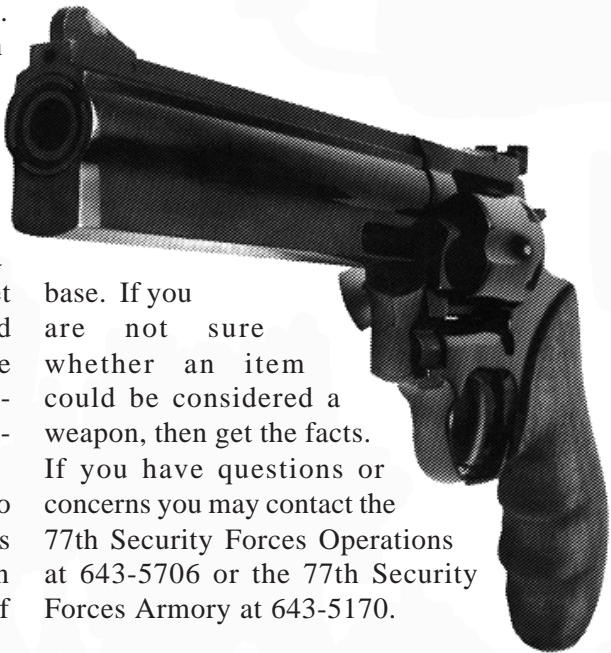 base. If you
are not sure
whether an item
could be considered a
weapon, then get the facts.
If you have questions or
concerns you may contact the
77th Security Forces Operations
at 643-5706 or the 77th Security
Forces Armory at 643-5170.